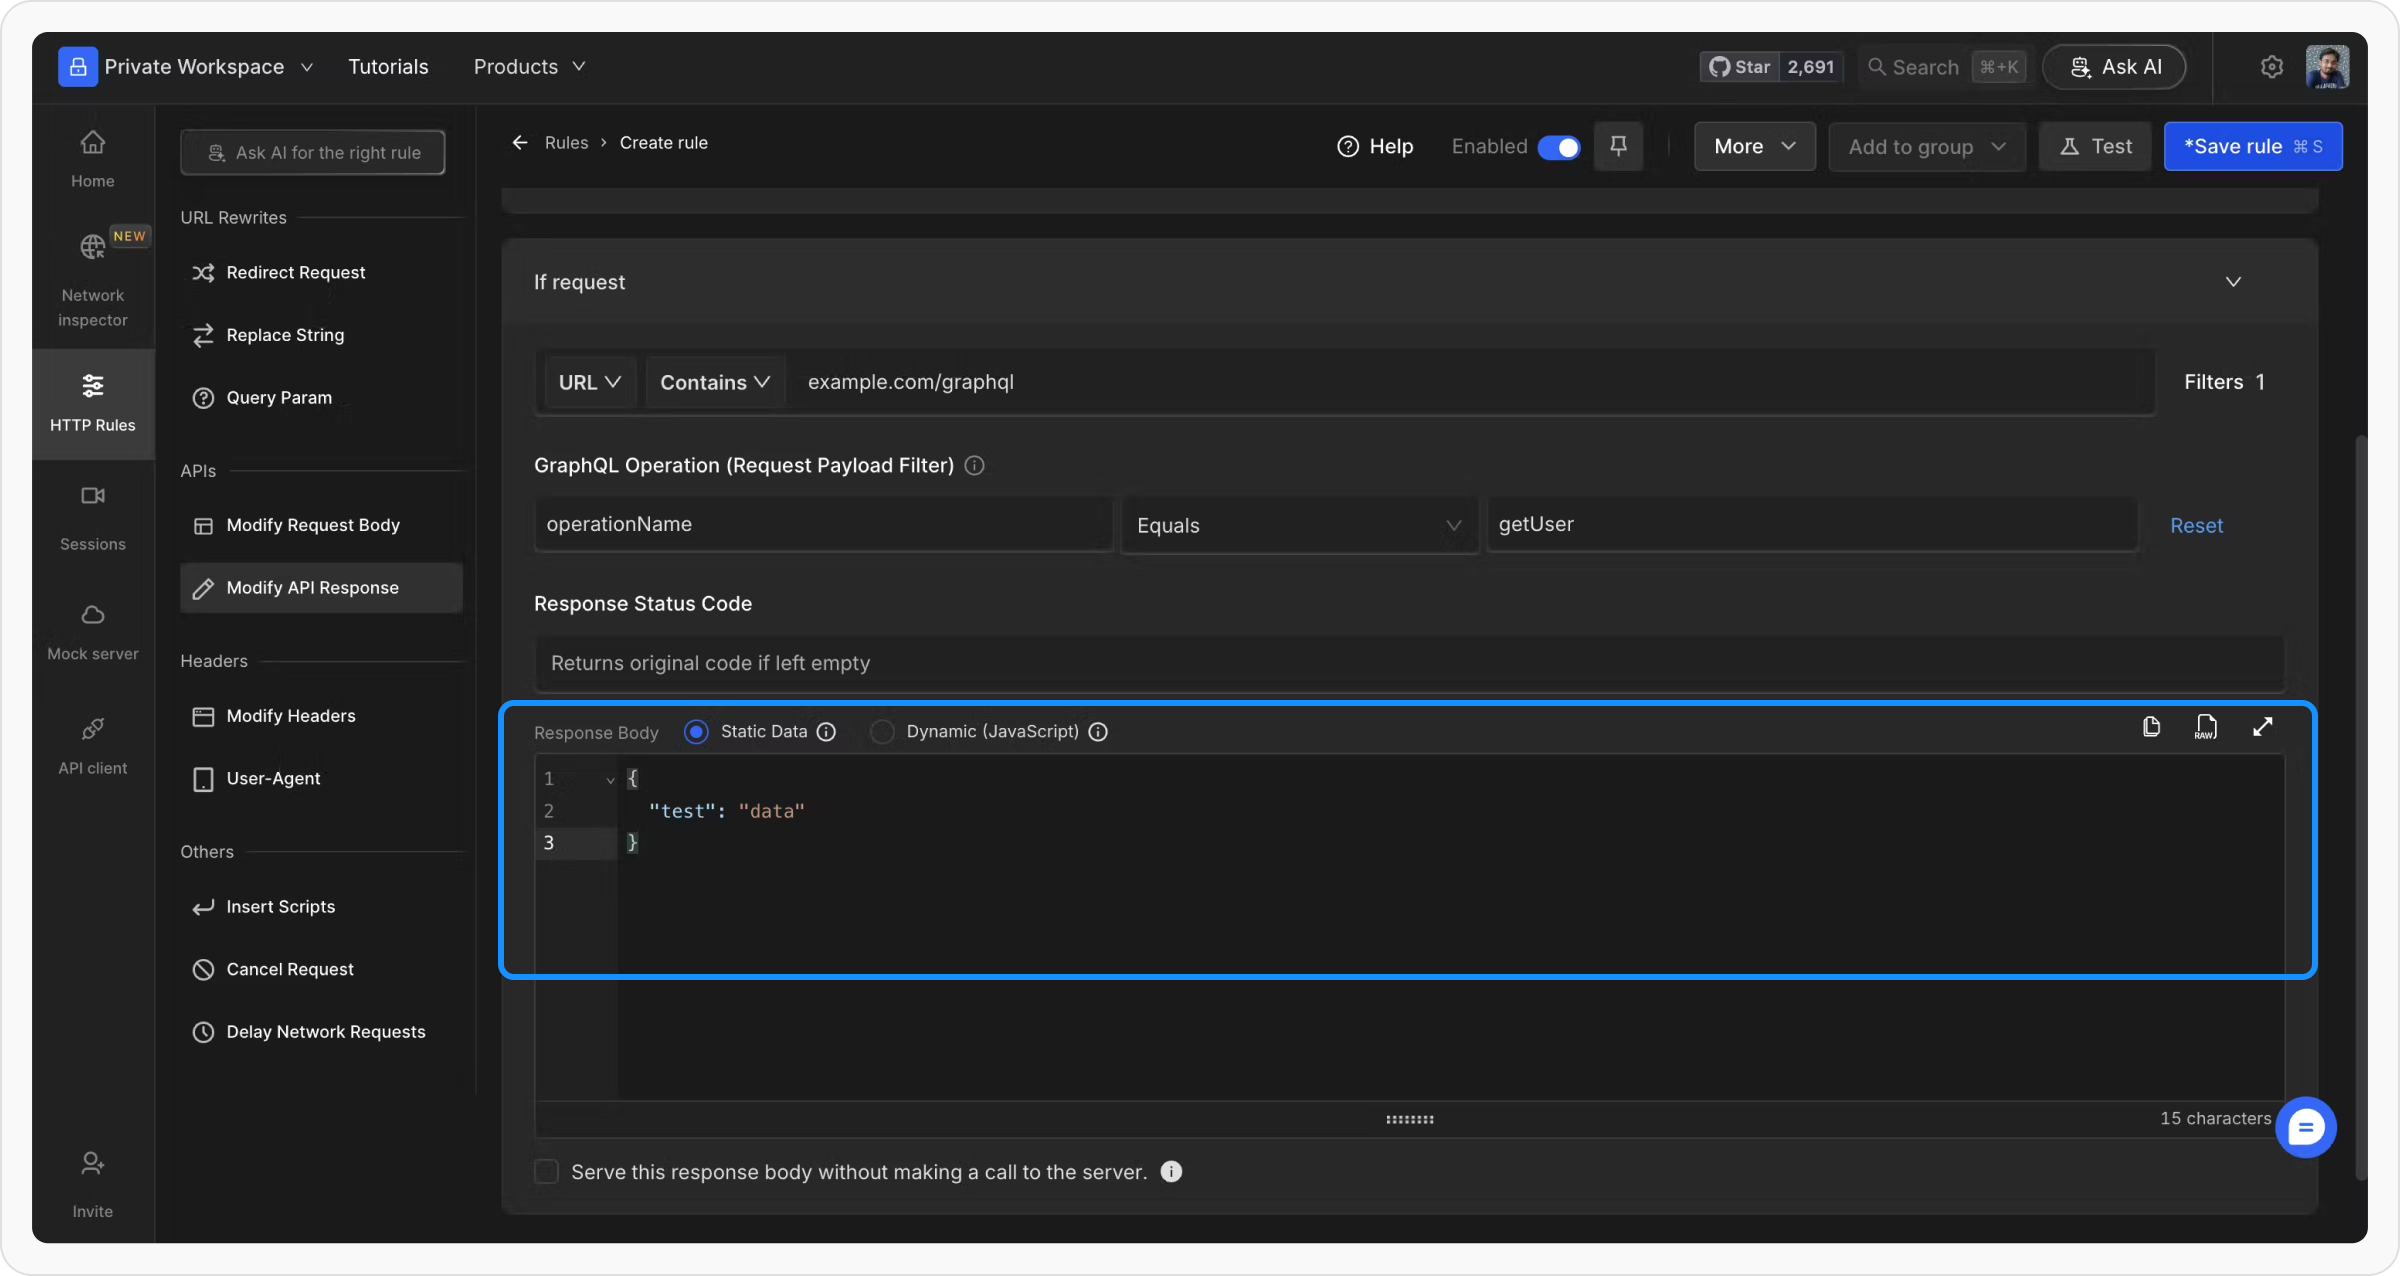 Private Workspace
Tutorials
Products
Star 2,691
Search ⌘+K
Ask AI
Home
NEW
Network
inspector
HTTP Rules
Sessions
Mock server
API client
Invite
Ask AI for the right rule
URL Rewrites
Redirect Request
Replace String
Query Param
APIs
Modify Request Body
Modify API Response
Headers
Modify Headers
User-Agent
Others
Insert Scripts
Cancel Request
Delay Network Requests
Rules > Create rule
Help
Enabled
More
Add to group
Test
*Save rule ⌘ S
If request
URL Contains example.com/graphql
Filters 1
GraphQL Operation (Request Payload Filter)
operationName Equals getUser Reset
Response Status Code
Returns original code if left empty
Response Body Static Data Dynamic (JavaScript)
RAW
1 {
2 "test": "data"
3 }
15 characters
Serve this response body without making a call to the server.